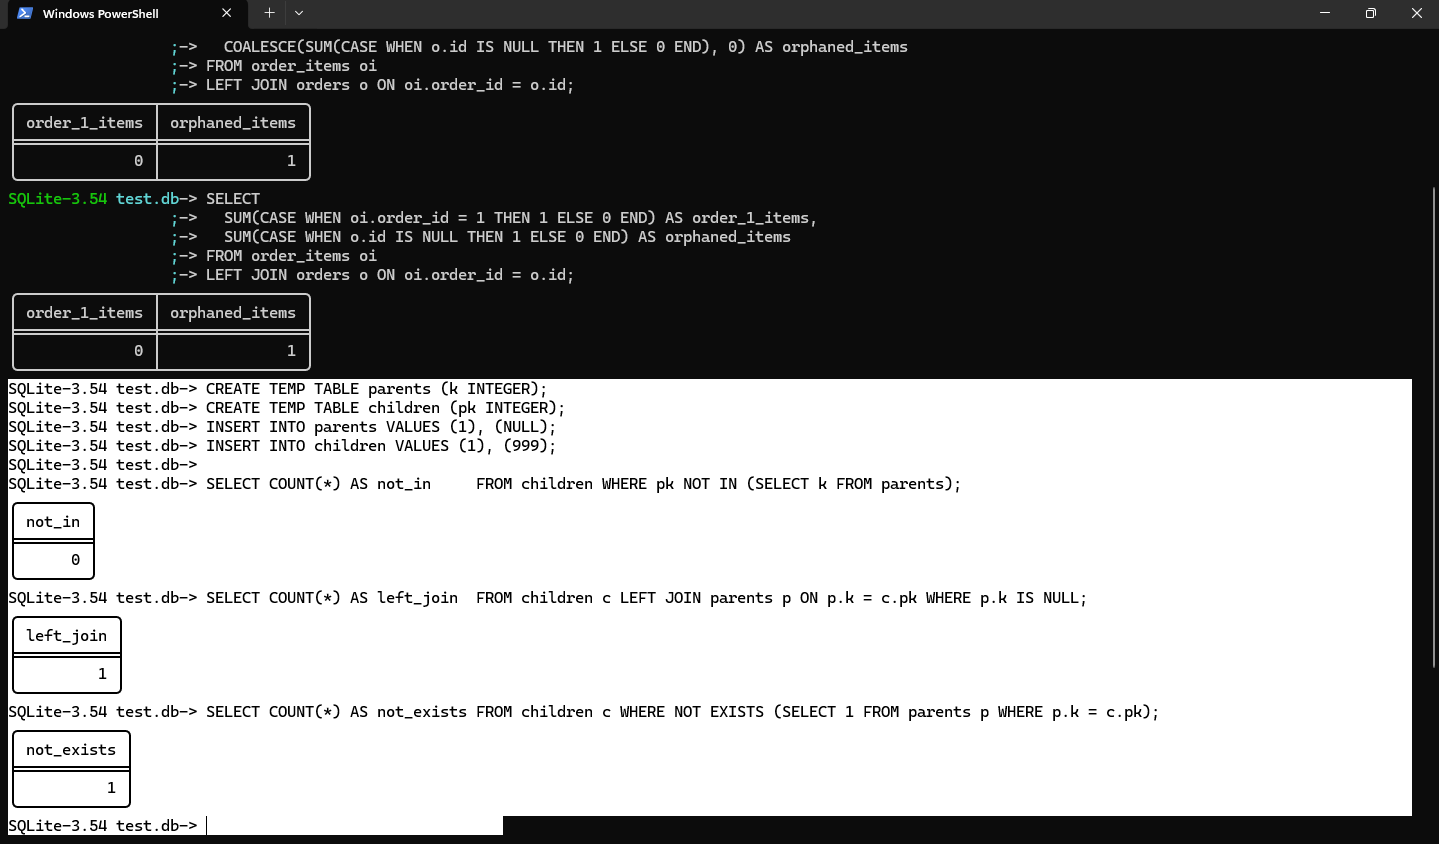 Windows PowerShell
;-> COALESCE(SUM(CASE WHEN o.id IS NULL THEN 1 ELSE 0 END), 0) AS orphaned_items
;-> FROM order_items oi
;-> LEFT JOIN orders o ON oi.order_id = o.id;
order_1_items orphaned_items
0 1
SQLite-3.54 test.db-> SELECT
;-> SUM(CASE WHEN oi.order_id = 1 THEN 1 ELSE 0 END) AS order_1_items,
;-> SUM(CASE WHEN o.id IS NULL THEN 1 ELSE 0 END) AS orphaned_items
;-> FROM order_items oi
;-> LEFT JOIN orders o ON oi.order_id = o.id;
order_1_items orphaned_items
0 1
SQLite-3.54 test.db-> CREATE TEMP TABLE parents (k INTEGER);
SQLite-3.54 test.db-> CREATE TEMP TABLE children (pk INTEGER);
SQLite-3.54 test.db-> INSERT INTO parents VALUES (1), (NULL);
SQLite-3.54 test.db-> INSERT INTO children VALUES (1), (999);
SQLite-3.54 test.db->
SQLite-3.54 test.db-> SELECT COUNT(*) AS not_in     FROM children WHERE pk NOT IN (SELECT k FROM parents);
not_in
0
SQLite-3.54 test.db-> SELECT COUNT(*) AS left_join  FROM children c LEFT JOIN parents p ON p.k = c.pk WHERE p.k IS NULL;
left_join
1
SQLite-3.54 test.db-> SELECT COUNT(*) AS not_exists FROM children c WHERE NOT EXISTS (SELECT 1 FROM parents p WHERE p.k = c.pk);
not_exists
1
SQLite-3.54 test.db->